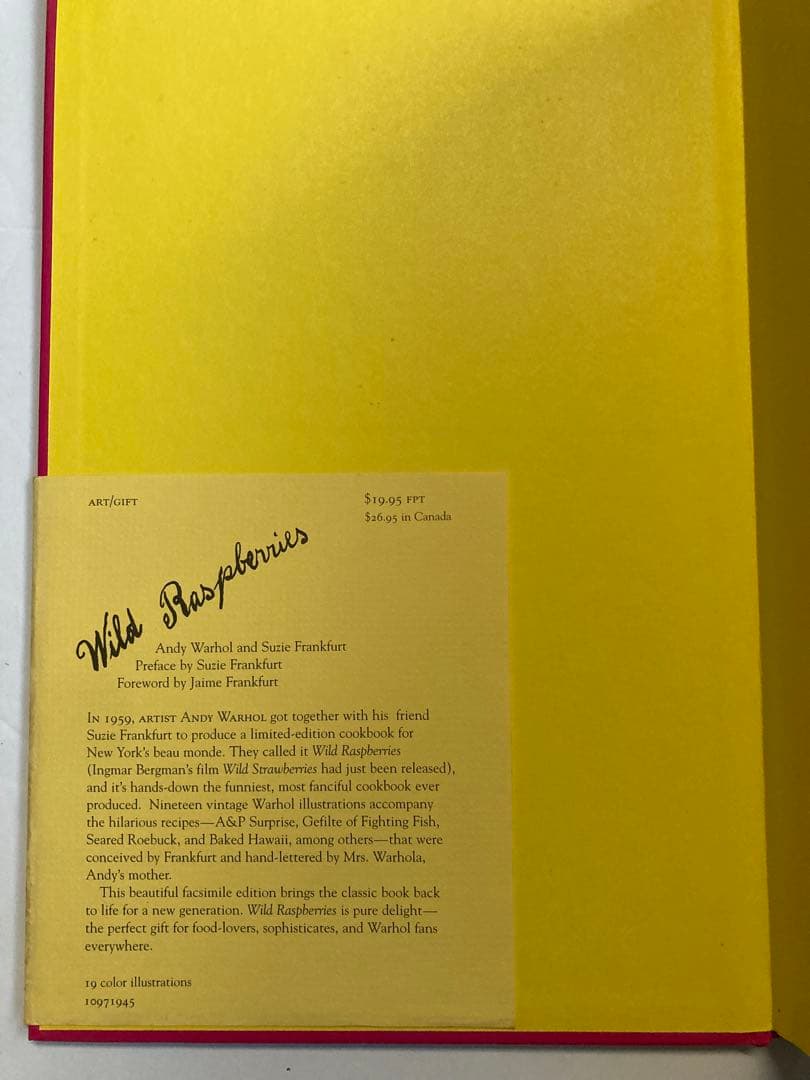 ART/GIFT
$19.95 FPT
$26.95 in Canada
Wild Raspberries
Andy Warhol and Suzie Frankfurt
Preface by Suzie Frankfurt
Foreword by Jaime Frankfurt
IN 1959, ARTIST ANDY WARHOL got together with his friend
Suzie Frankfurt to produce a limited-edition cookbook for
New York's beau monde. They called it Wild Raspberries
(Ingmar Bergman's film Wild Strawberries had just been released),
and it's hands-down the funniest, most fanciful cookbook ever
produced. Nineteen vintage Warhol illustrations accompany
the hilarious recipes—A&P Surprise, Gefilte of Fighting Fish,
Seared Roebuck, and Baked Hawaii, among others—that were
conceived by Frankfurt and hand-lettered by Mrs. Warhola,
Andy's mother.
This beautiful facsimile edition brings the classic book back
to life for a new generation. Wild Raspberries is pure delight—
the perfect gift for food-lovers, sophisticates, and Warhol fans
everywhere.
19 color illustrations
10971945